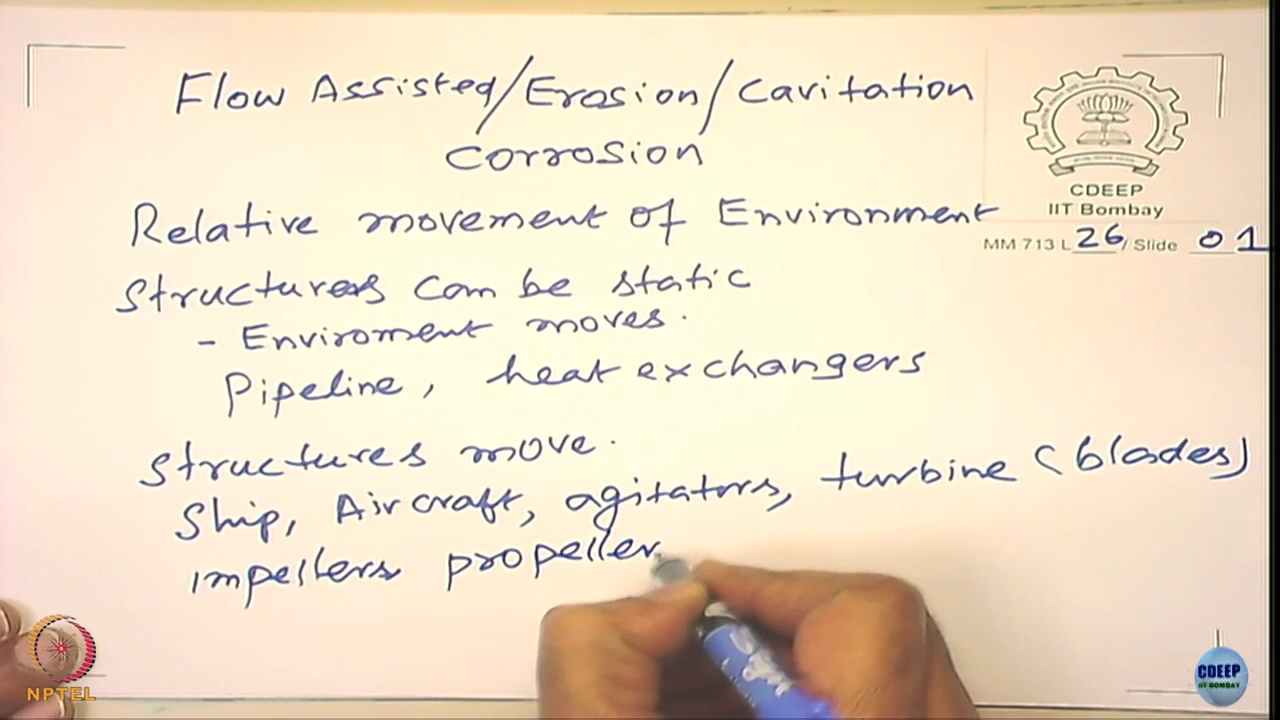 Flow Assisted/Erosion/Cavitation
Corrosion
CDEEP
IIT Bombay
MM 713 L 26 / Slide 01
Relative movement of Environment
Structures can be static
- Enviroment moves.
Pipeline, heat exchangers
Structures move.
Ship, Aircraft, agitators, turbine (blades)
impellers propeller
NPTEL
CDEEP
IIT BOMBAY